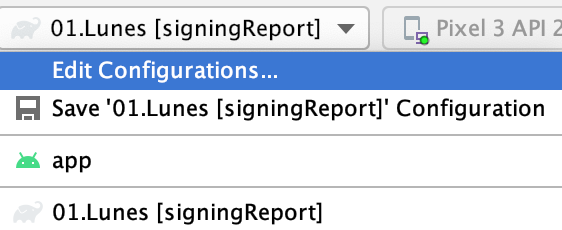 01.Lunes [signingReport] Pixel 3 API 2
Edit Configurations...
Save '01.Lunes [signingReport]' Configuration
app
01.Lunes [signingReport]